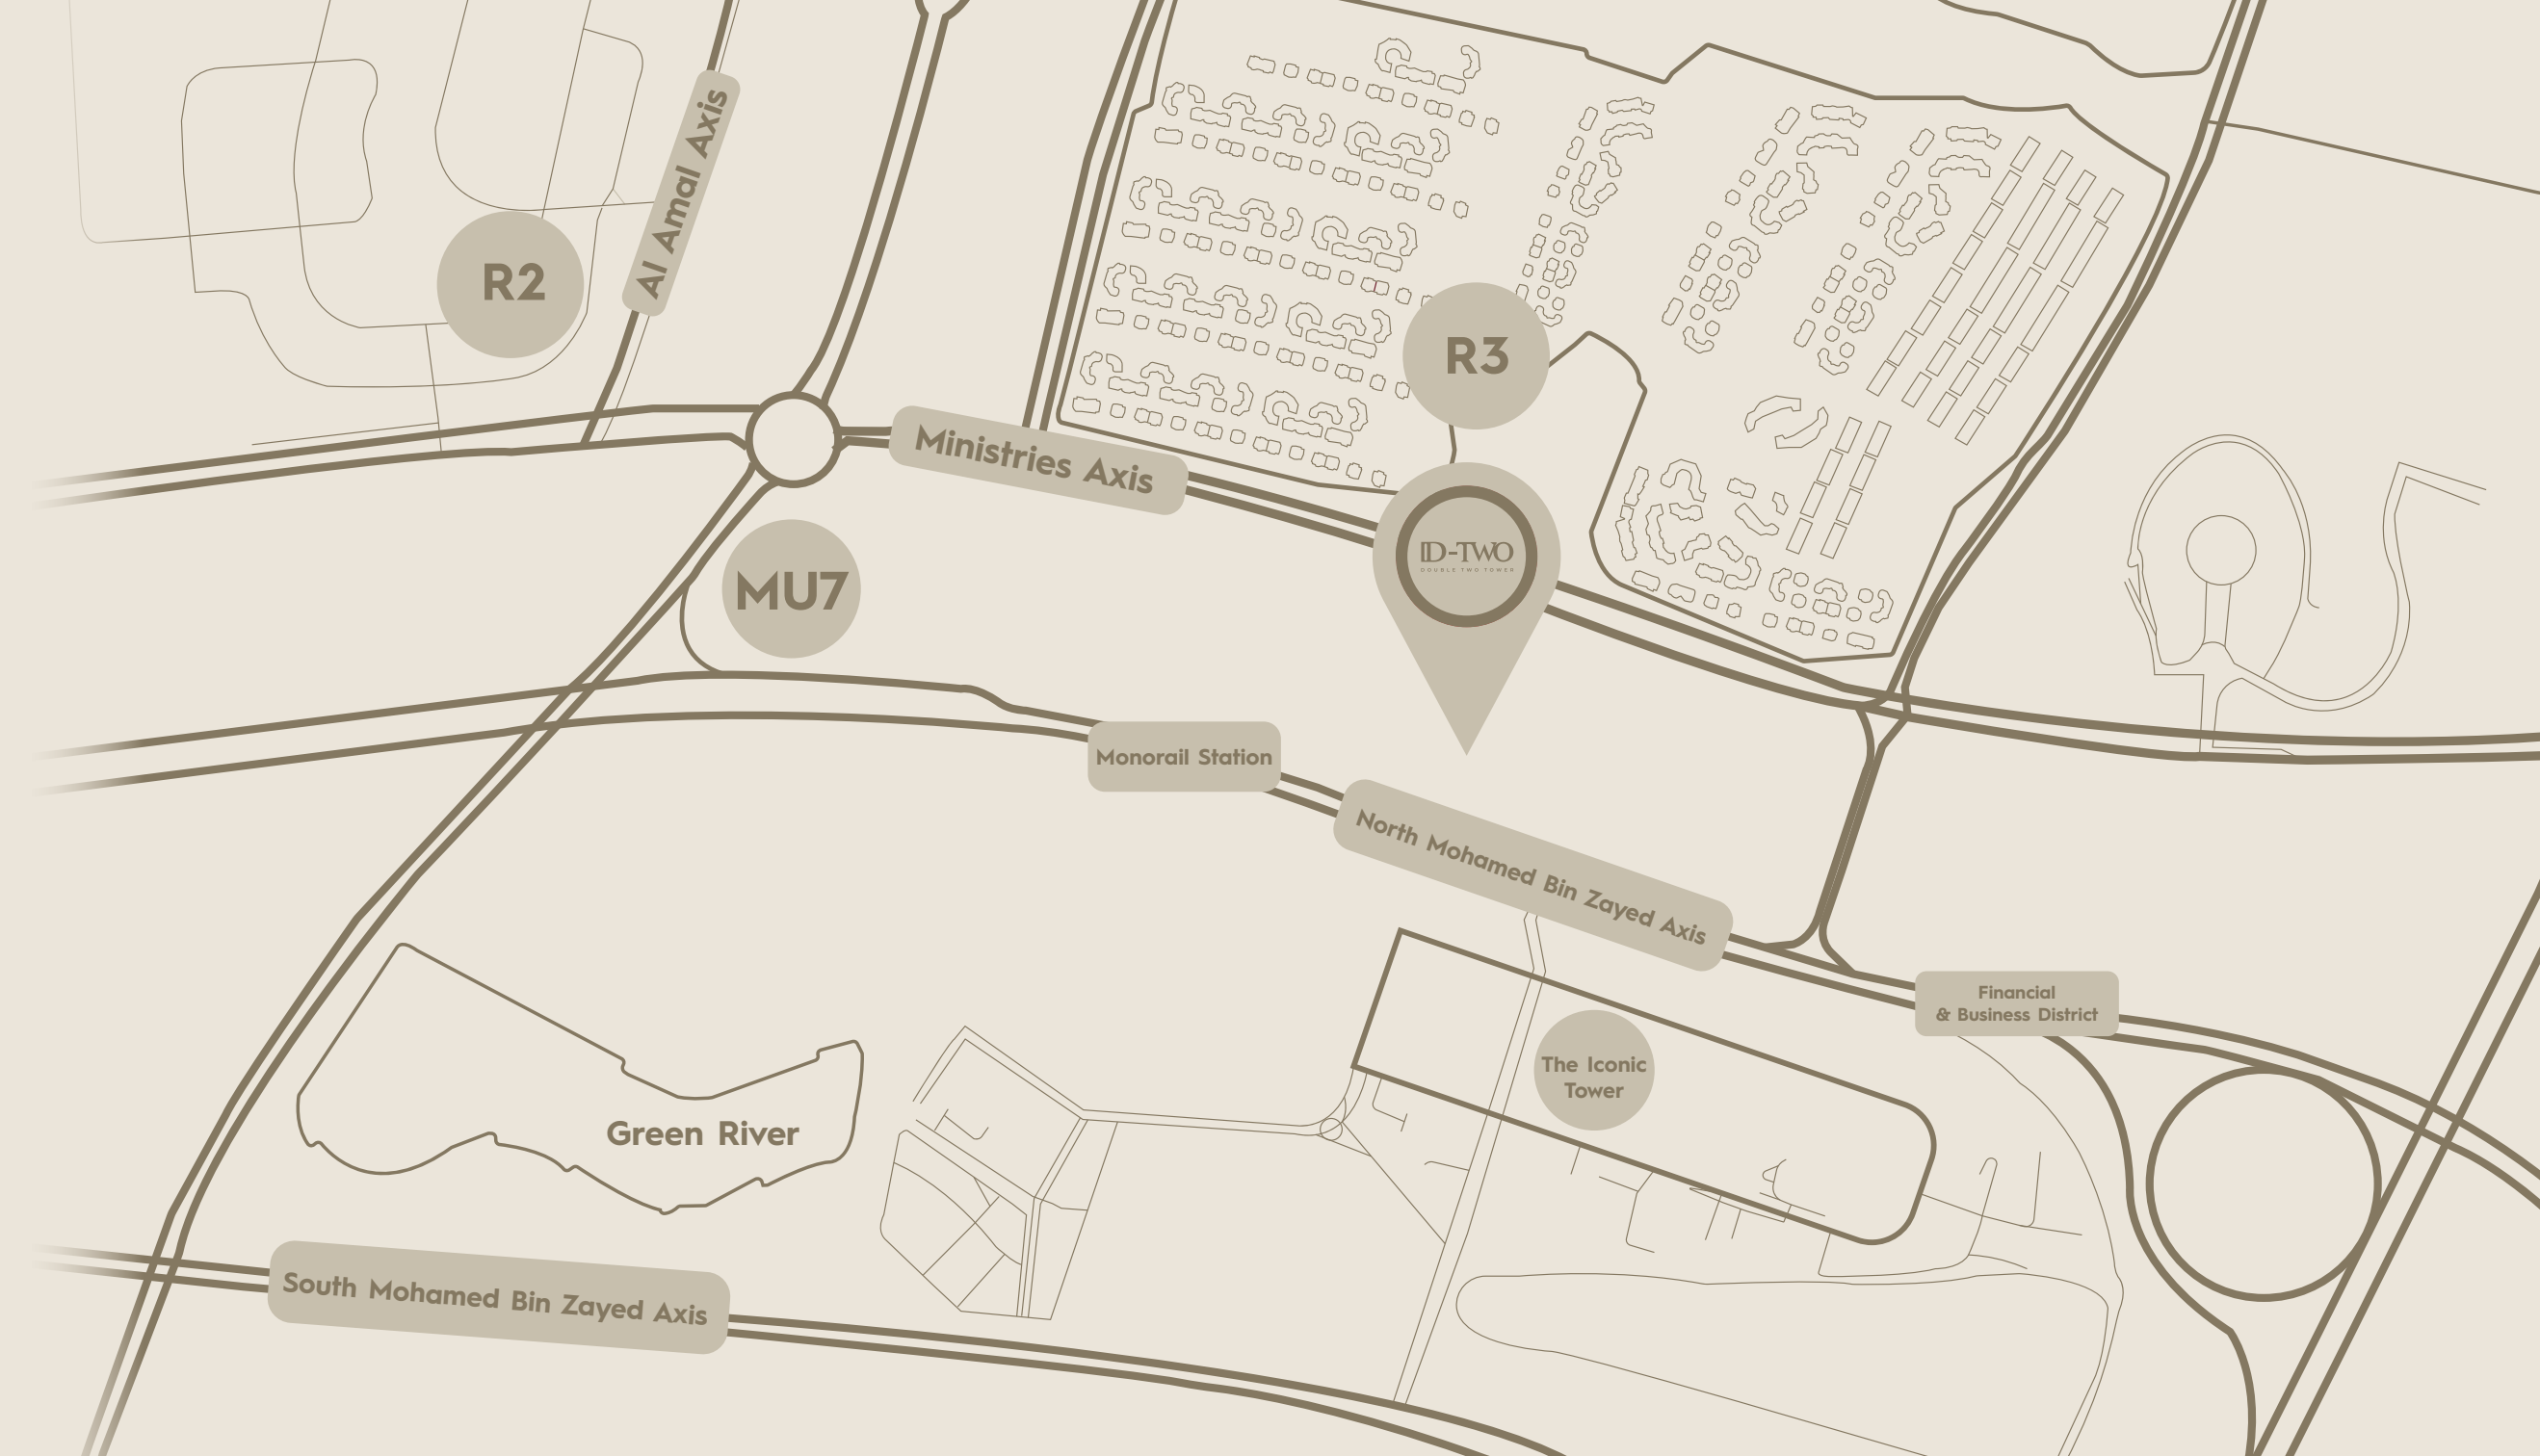 Al Amal Axis
R2
R3
Ministries Axis
D-TWO
DOUBLE TWO TOWER
MU7
Monorail Station
North Mohamed Bin Zayed Axis
Financial
& Business District
The Iconic
Tower
Green River
South Mohamed Bin Zayed Axis